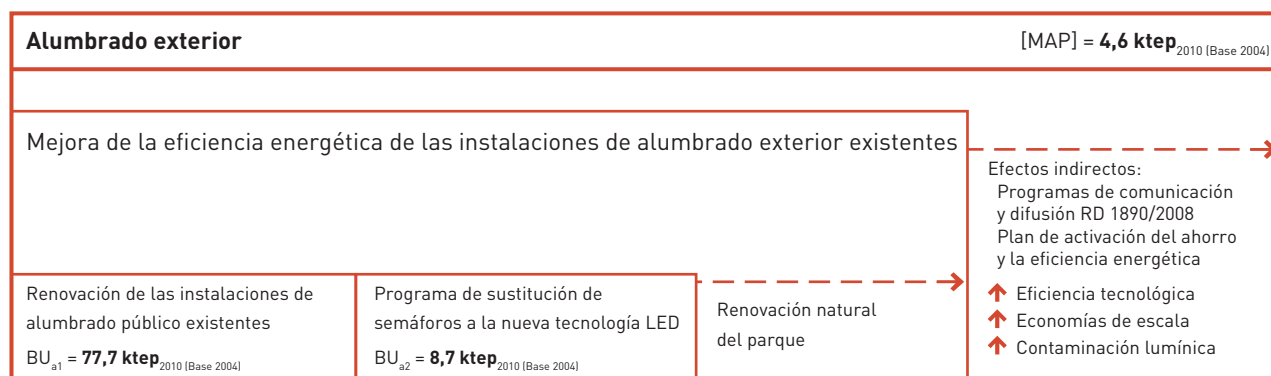 Alumbrado exterior
[MAP] = 4,6 ktep2010 (Base 2004)
Mejora de la eficiencia energética de las instalaciones de alumbrado exterior existentes
Efectos indirectos:
Programas de comunicación
y difusión RD 1890/2008
Plan de activación del ahorro
y la eficiencia energética
Eficiencia tecnológica
Economías de escala
Contaminación lumínica
Renovación de las instalaciones de
alumbrado público existentes
BUa1 = 77,7 ktep2010 (Base 2004)
Programa de sustitución de
semáforos a la nueva tecnología LED
BUa2 = 8,7 ktep2010 (Base 2004)
Renovación natural
del parque